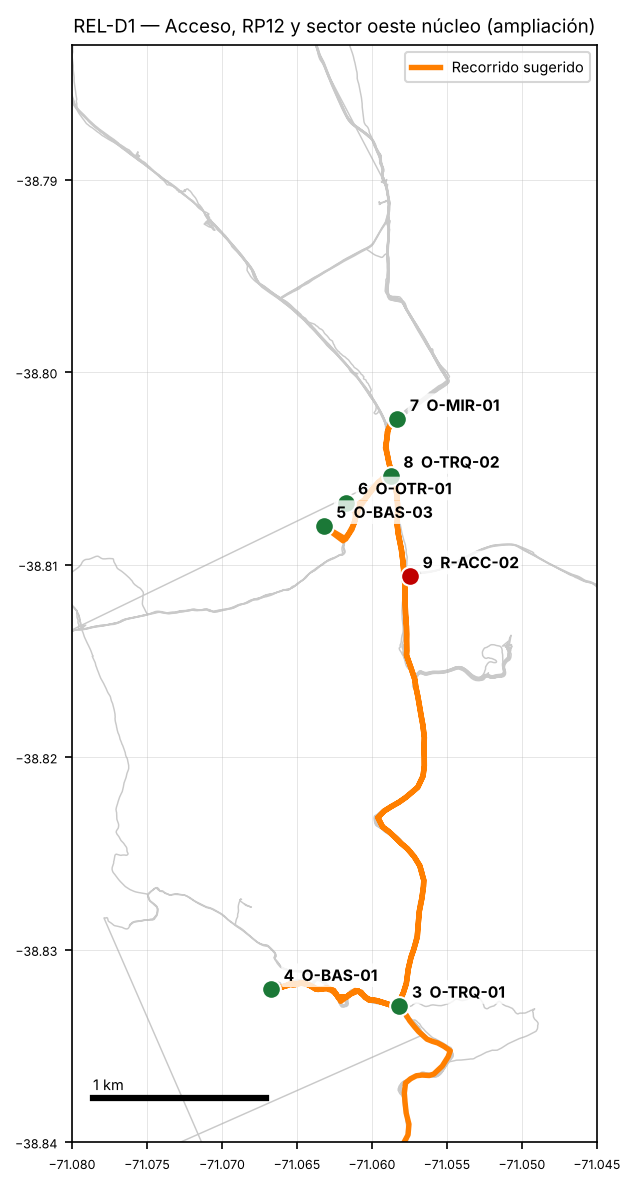 REL-D1 — Acceso, RP12 y sector oeste núcleo (ampliación)
Recorrido sugerido
−38.79
−38.80
7 O-MIR-01
8 O-TRQ-02
6 O-OTR-01
5 O-BAS-03
9 R-ACC-02
−38.81
−38.82
−38.83
4 O-BAS-01
3 O-TRQ-01
1 km
−38.84
−71.080 −71.075 −71.070 −71.065 −71.060 −71.055 −71.050 −71.045